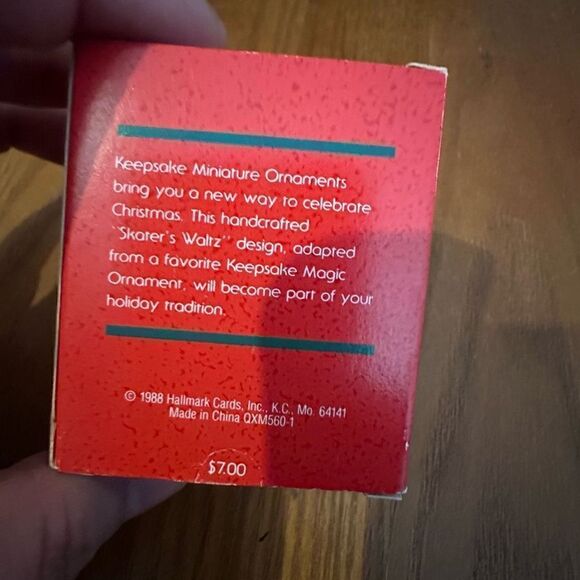 Keepsake Miniature Ornaments
bring you a new way to celebrate
Christmas. This handcrafted
"Skater's Waltz" design, adapted
from a favorite Keepsake Magic
Ornament, will become part of your
holiday tradition.
© 1988 Hallmark Cards, Inc., K.C., Mo. 64141
Made in China QXM560-1
$7.00